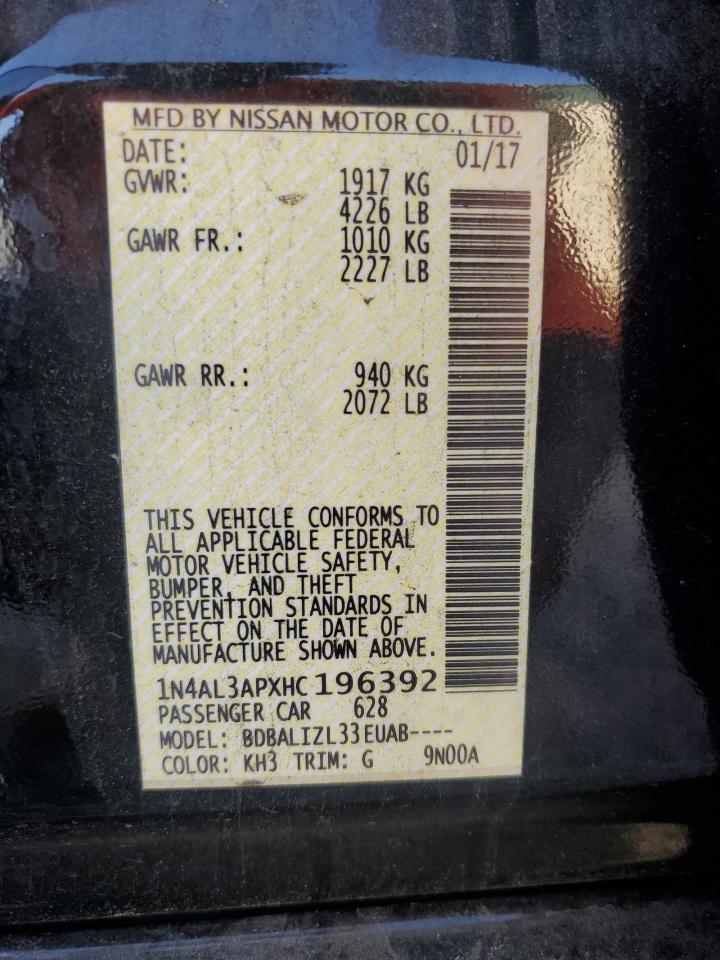 MFD BY NISSAN MOTOR CO., LTD.
DATE: 01/17
GVWR: 1917 KG
4226 LB
GAWR FR.: 1010 KG
2227 LB
GAWR RR.: 940 KG
2072 LB
THIS VEHICLE CONFORMS TO
ALL APPLICABLE FEDERAL
MOTOR VEHICLE SAFETY,
BUMPER, AND THEFT
PREVENTION STANDARDS IN
EFFECT ON THE DATE OF
MANUFACTURE SHOWN ABOVE.
1N4AL3APXHC196392
PASSENGER CAR 628
MODEL: BDBALIZL33EUAB----
COLOR: KH3 TRIM: G 9N00A